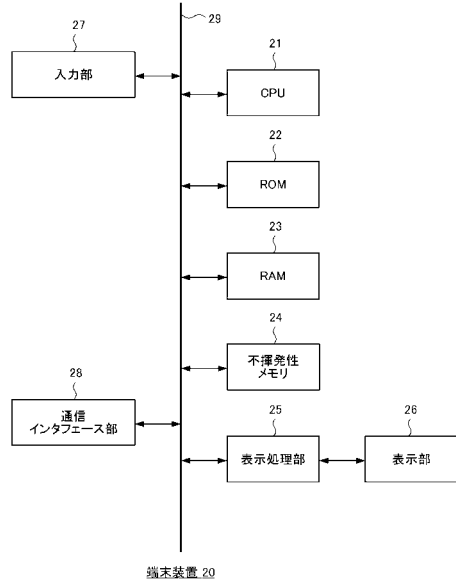 29
27
入力部
21
CPU
22
ROM
23
RAM
24
不揮発性
メモリ
28
通信
インタフェース部
25
表示処理部
26
表示部
端末装置 20